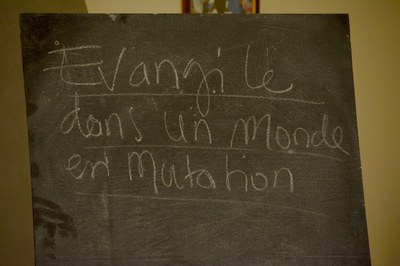 Evangile
dans un Monde
en Mutation